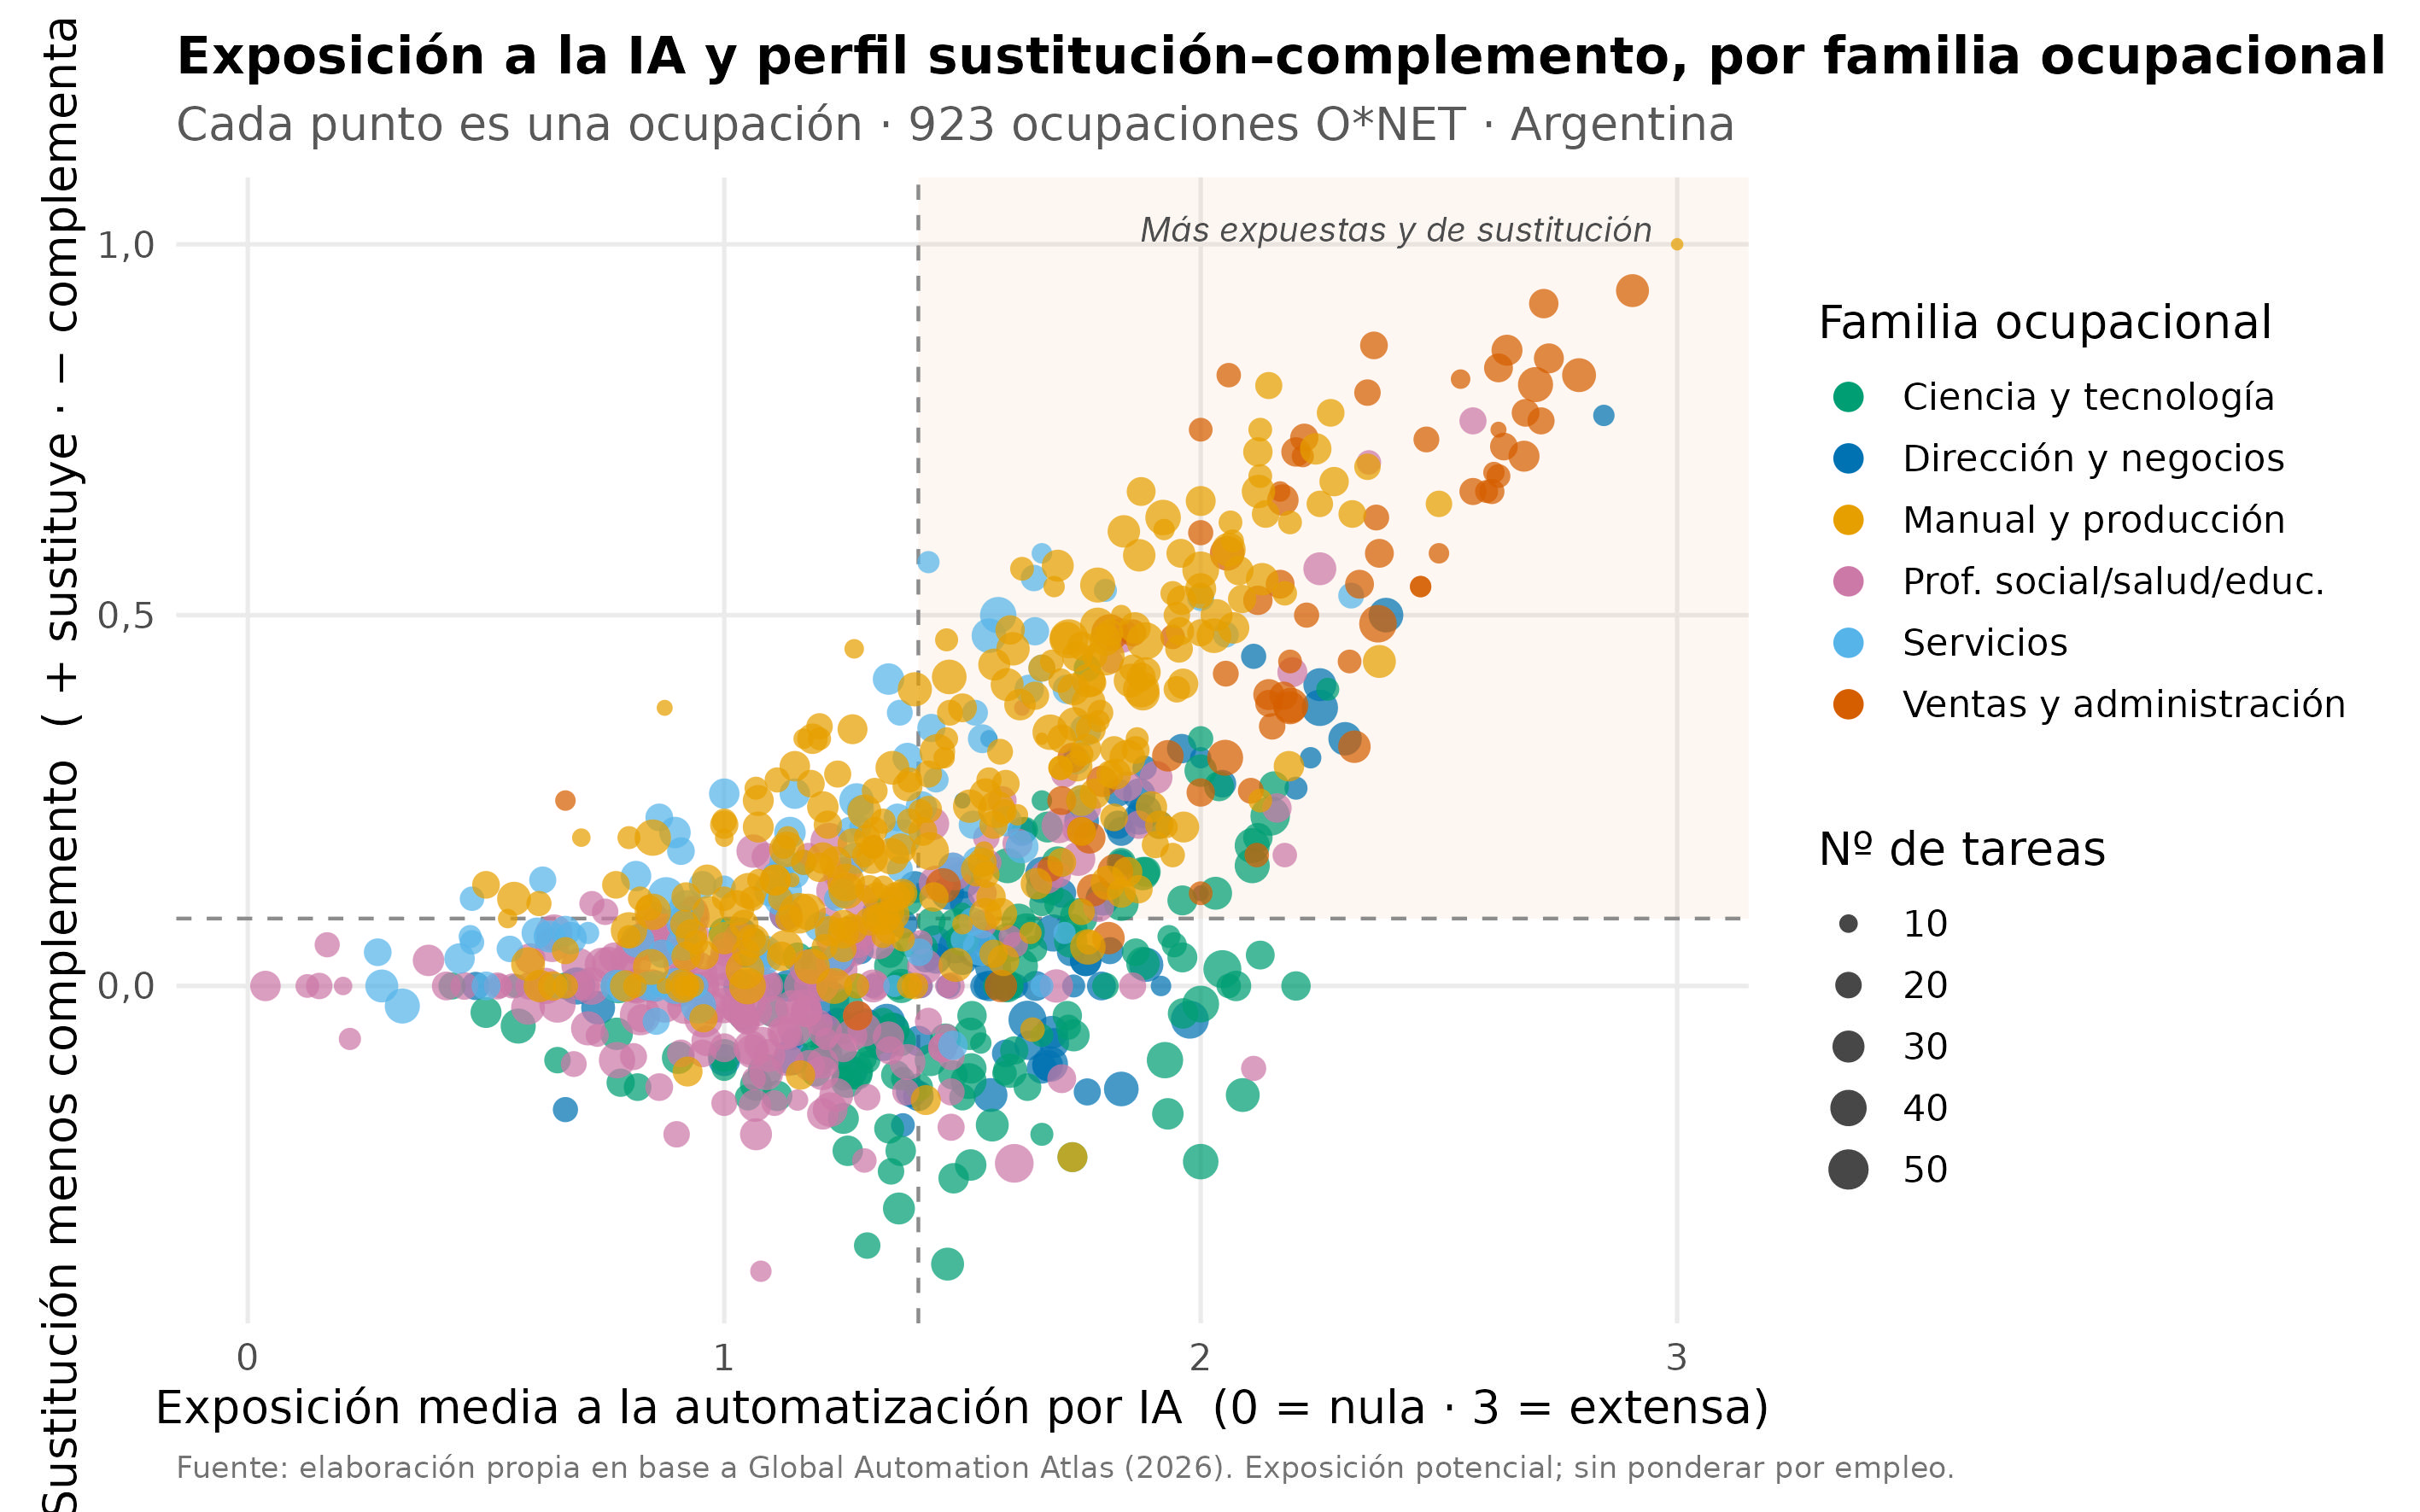 Exposición a la IA y perfil sustitución–complemento, por familia ocupacional
Cada punto es una ocupación · 923 ocupaciones O*NET · Argentina
Sustitución menos complemento ( + sustituye · − complementa
1,0
0,5
0,0
Más expuestas y de sustitución
0
1
2
3
Exposición media a la automatización por IA (0 = nula · 3 = extensa)
Familia ocupacional
Ciencia y tecnología
Dirección y negocios
Manual y producción
Prof. social/salud/educ.
Servicios
Ventas y administración
Nº de tareas
10
20
30
40
50
Fuente: elaboración propia en base a Global Automation Atlas (2026). Exposición potencial; sin ponderar por empleo.